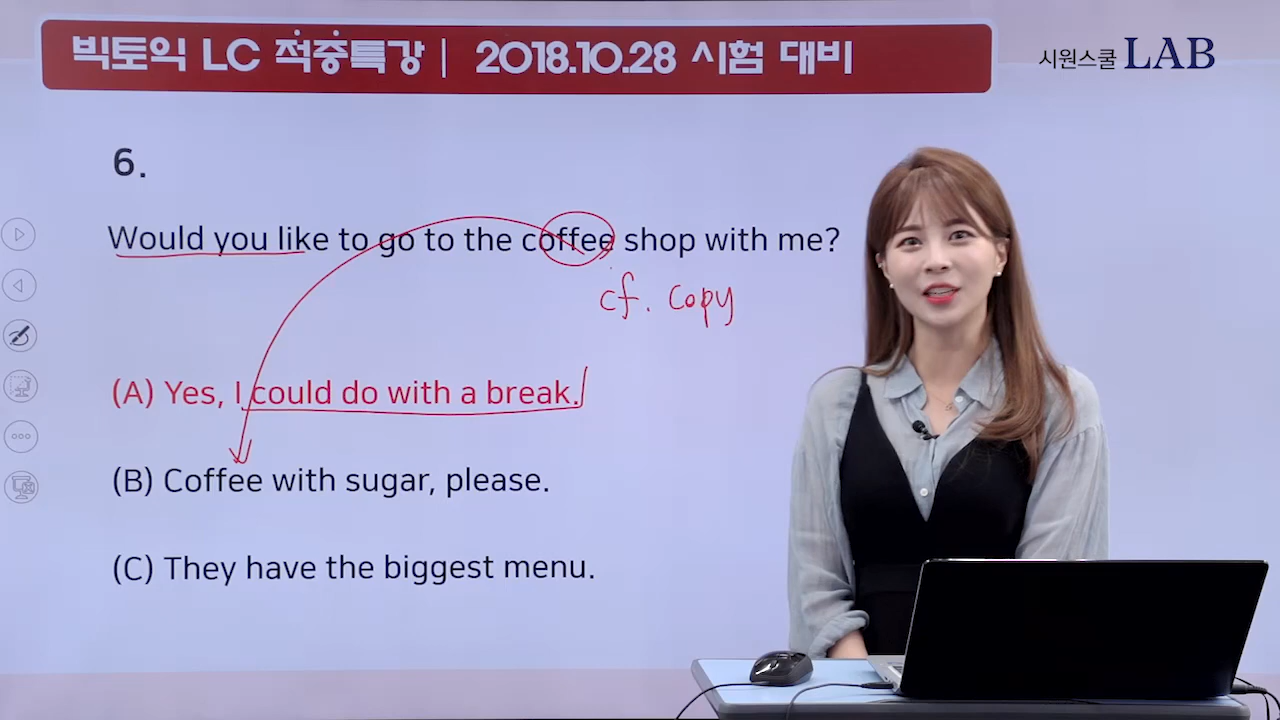 빅토익 LC 적중특강 | 2018.10.28 시험 대비
시원스쿨 LAB
6.
Would you like to go to the coffee shop with me?
cf. copy
(A) Yes, I could do with a break.
(B) Coffee with sugar, please.
(C) They have the biggest menu.